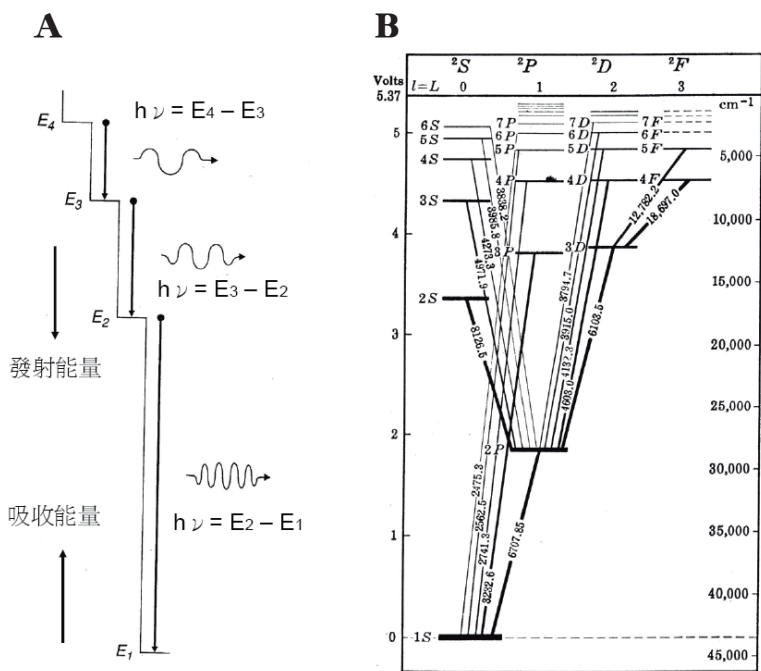 A
E4
hν = E4 − E3
E3
hν = E3 − E2
E2
發射能量
hν = E2 − E1
吸收能量
E1
B
²S ²P ²D ²F
Volts l=L 0 1 2 3
5.37 cm⁻¹
6S 7P 7D 7F
5 5S 6P 6D 6F
4S 5P 5D 5F 5,000
4P 4D 4F
3S 3838.2 3985.8 12,782.2 18,697.0 10,000
4 4273.3 P 3D
4971.9 15,000
2S 3794.7
3 8126.5 3915.0 6103.5 20,000
4132.3
4603.0 25,000
2 2P
2475.3 30,000
2562.5
1 2741.3 6707.85 35,000
3232.6
40,000
0 1S
45,000